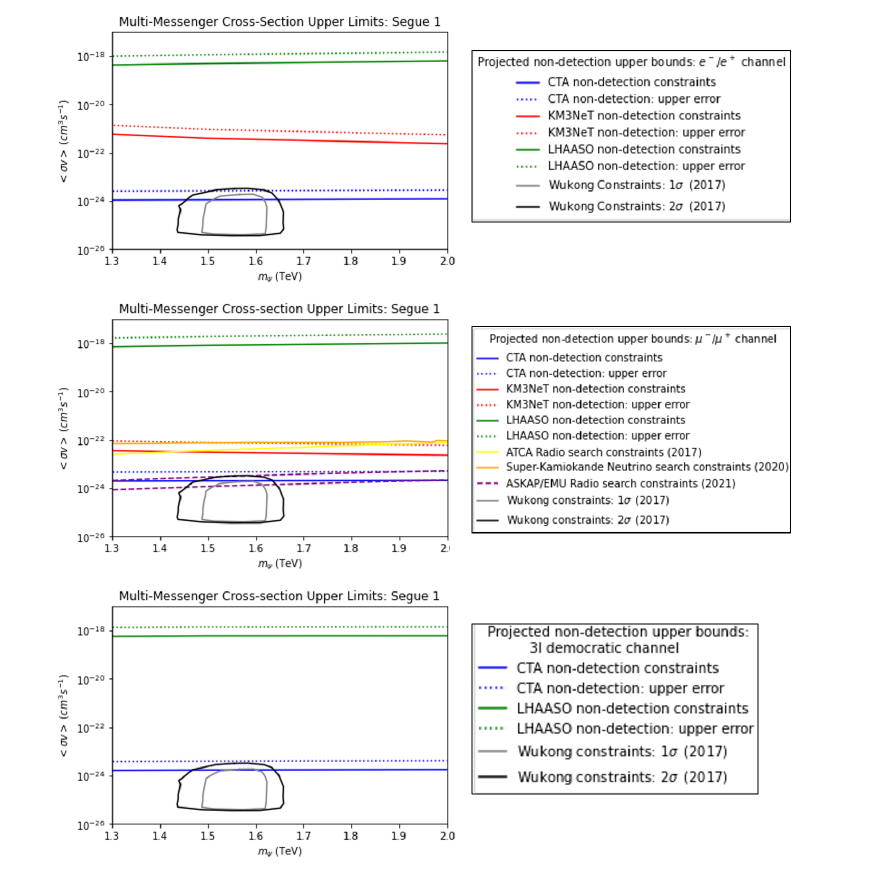 Multi-Messenger Cross-Section Upper Limits: Segue 1
< σv > (cm³s⁻¹)
10⁻¹⁸
10⁻²⁰
10⁻²²
10⁻²⁴
10⁻²⁶
1.3 1.4 1.5 1.6 1.7 1.8 1.9 2.0
mψ (TeV)
Projected non-detection upper bounds: e⁻/e⁺ channel
CTA non-detection constraints
CTA non-detection: upper error
KM3NeT non-detection constraints
KM3NeT non-detection: upper error
LHAASO non-detection constraints
LHAASO non-detection: upper error
Wukong Constraints: 1σ (2017)
Wukong Constraints: 2σ (2017)
Multi-Messenger Cross-section Upper Limits: Segue 1
< σv > (cm³s⁻¹)
10⁻¹⁸
10⁻²⁰
10⁻²²
10⁻²⁴
10⁻²⁶
1.3 1.4 1.5 1.6 1.7 1.8 1.9 2.0
mψ (TeV)
Projected non-detection upper bounds: μ⁻/μ⁺ channel
CTA non-detection constraints
CTA non-detection: upper error
KM3NeT non-detection constraints
KM3NeT non-detection: upper error
LHAASO non-detection constraints
LHAASO non-detection: upper error
ATCA Radio search constraints (2017)
Super-Kamiokande Neutrino search constraints (2020)
ASKAP/EMU Radio search constraints (2021)
Wukong constraints: 1σ (2017)
Wukong constraints: 2σ (2017)
Multi-Messenger Cross-section Upper Limits: Segue 1
< σv > (cm³s⁻¹)
10⁻¹⁸
10⁻²⁰
10⁻²²
10⁻²⁴
10⁻²⁶
1.3 1.4 1.5 1.6 1.7 1.8 1.9 2.0
mψ (TeV)
Projected non-detection upper bounds:
3l democratic channel
CTA non-detection constraints
CTA non-detection: upper error
LHAASO non-detection constraints
LHAASO non-detection: upper error
Wukong constraints: 1σ (2017)
Wukong constraints: 2σ (2017)